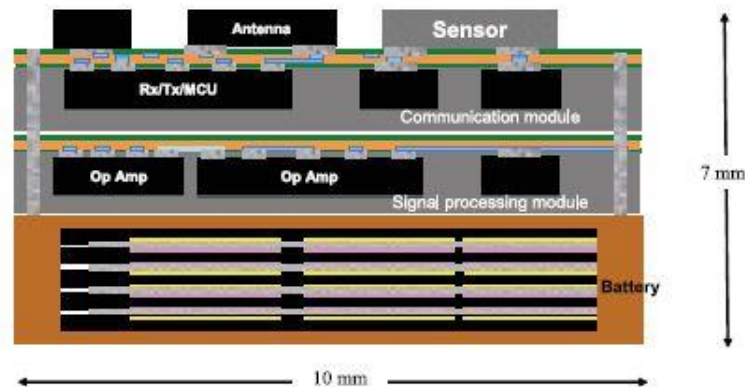 Antenna
Sensor
Rx/Tx/MCU
Communication module
7 mm
Op Amp
Op Amp
Signal processing module
Battery
10 mm